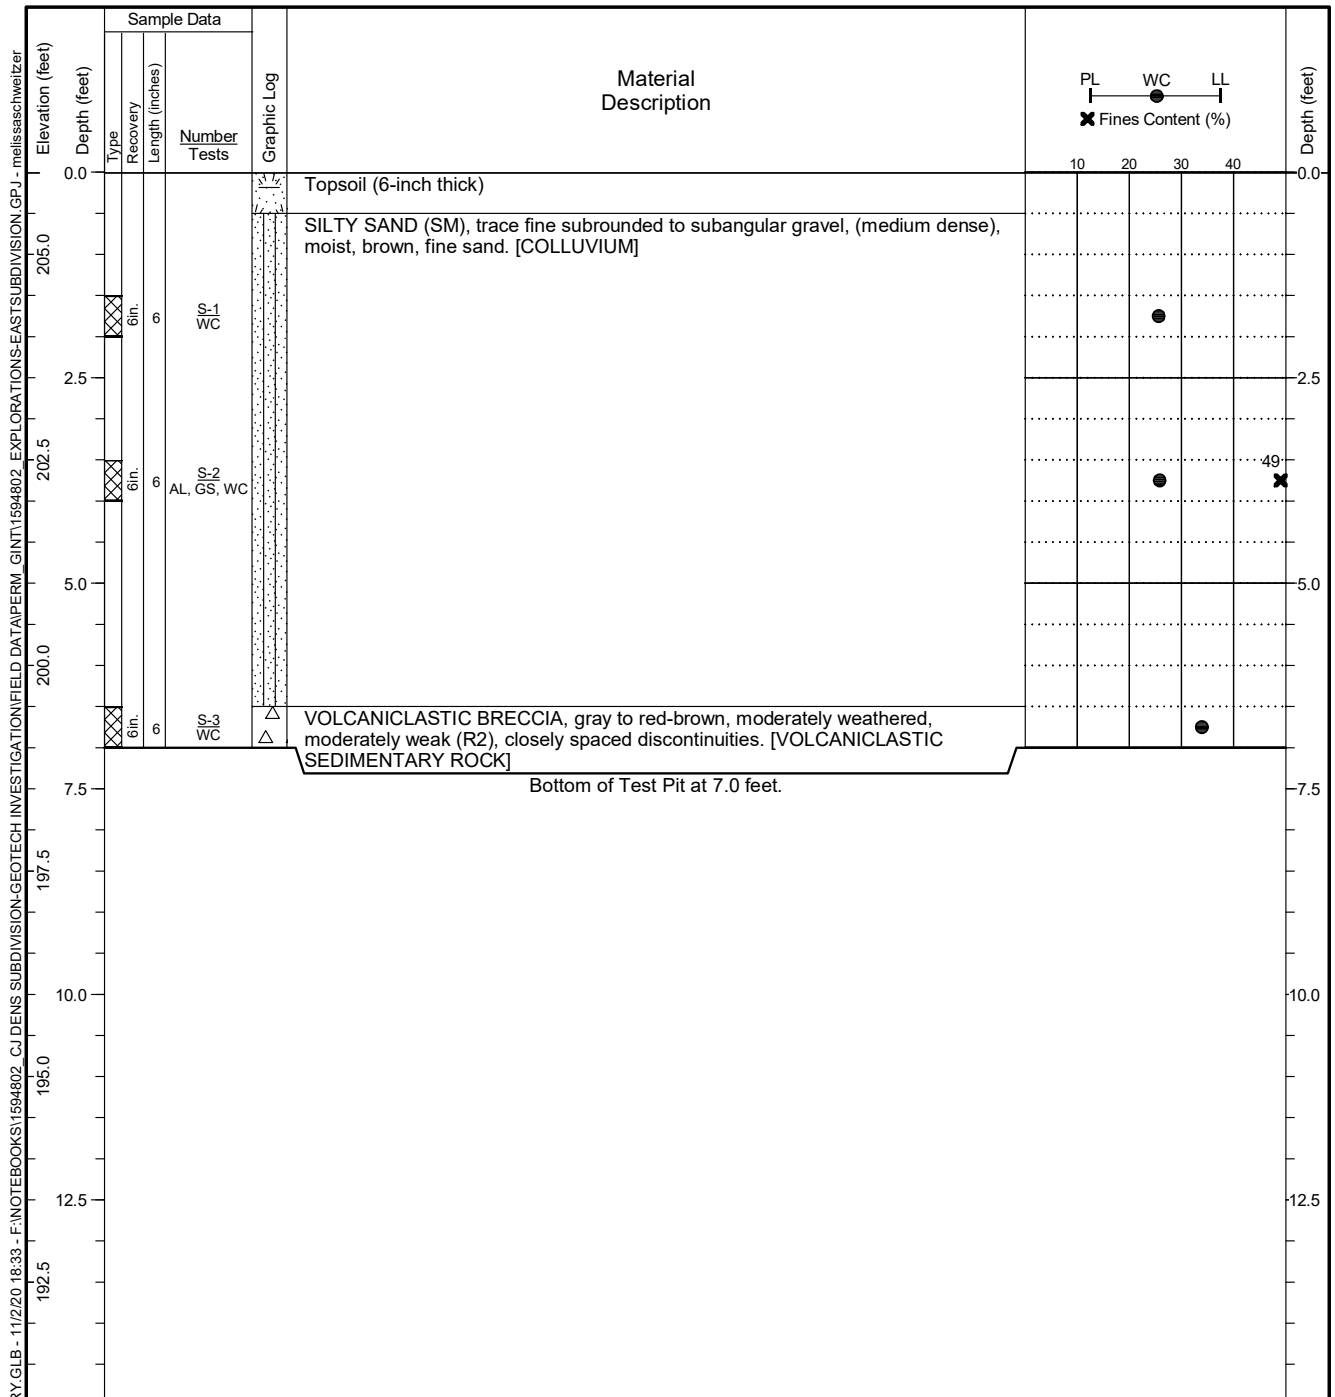 Sample Data
Elevation (feet)
Depth (feet)
Type
Recovery
Length (inches)
Number
Tests
Graphic Log
Material
Description
PL WC LL
Fines Content (%)
10 20 30 40
Depth (feet)
0.0
Topsoil (6-inch thick)
0.0
SILTY SAND (SM), trace fine subrounded to subangular gravel, (medium dense),
moist, brown, fine sand. [COLLUVIUM]
205.0
6in.
6
S-1
WC
2.5
2.5
202.5
6in.
6
S-2
AL, GS, WC
49
5.0
5.0
200.0
6in.
6
S-3
WC
VOLCANICLASTIC BRECCIA, gray to red-brown, moderately weathered,
moderately weak (R2), closely spaced discontinuities. [VOLCANICLASTIC
SEDIMENTARY ROCK]
Bottom of Test Pit at 7.0 feet.
7.5
7.5
197.5
10.0
10.0
195.0
12.5
12.5
192.5
RY.GLB - 11/2/20 18:33 - F:\NOTEBOOKS\1594802_CJ DENS SUBDIVISION-GEOTECH INVESTIGATION\FIELD DATA\PERM_GINT\1594802_EXPLORATIONS-EASTSUBDIVISION.GPJ - melissaschweitzer